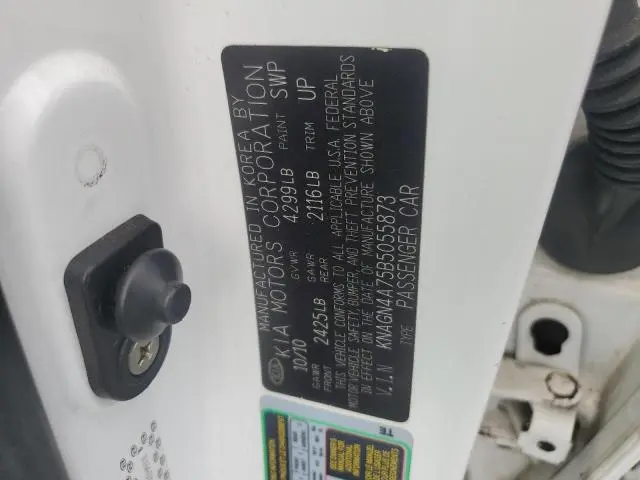 MANUFACTURED IN KOREA BY
KIA MOTORS CORPORATION
10/10 GVWR 4299LB PAINT SWP
GAWR FRONT 2425LB GAWR REAR 2116LB TRIM UP
THIS VEHICLE CONFORMS TO ALL APPLICABLE U.S.A. FEDERAL
MOTOR VEHICLE SAFETY, BUMPER, AND THEFT PREVENTION STANDARDS
IN EFFECT ON THE DATE OF MANUFACTURE SHOWN ABOVE
V.I.N KNAGN4A75B5055873
TYPE PASSENGER CAR
KIA